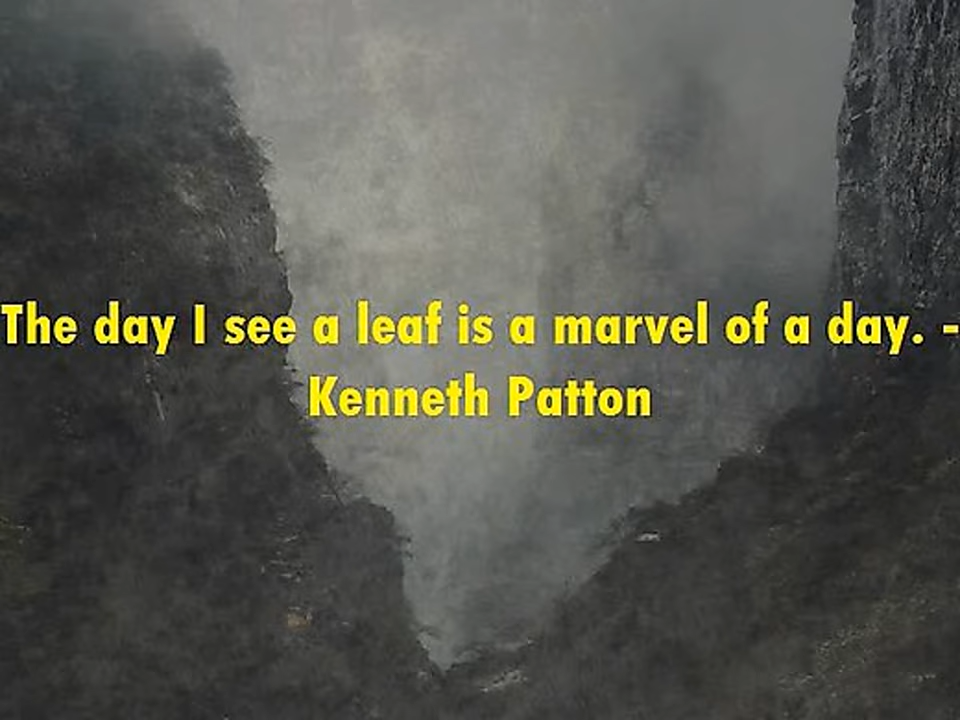 The day I see a leaf is a marvel of a day. -
Kenneth Patton